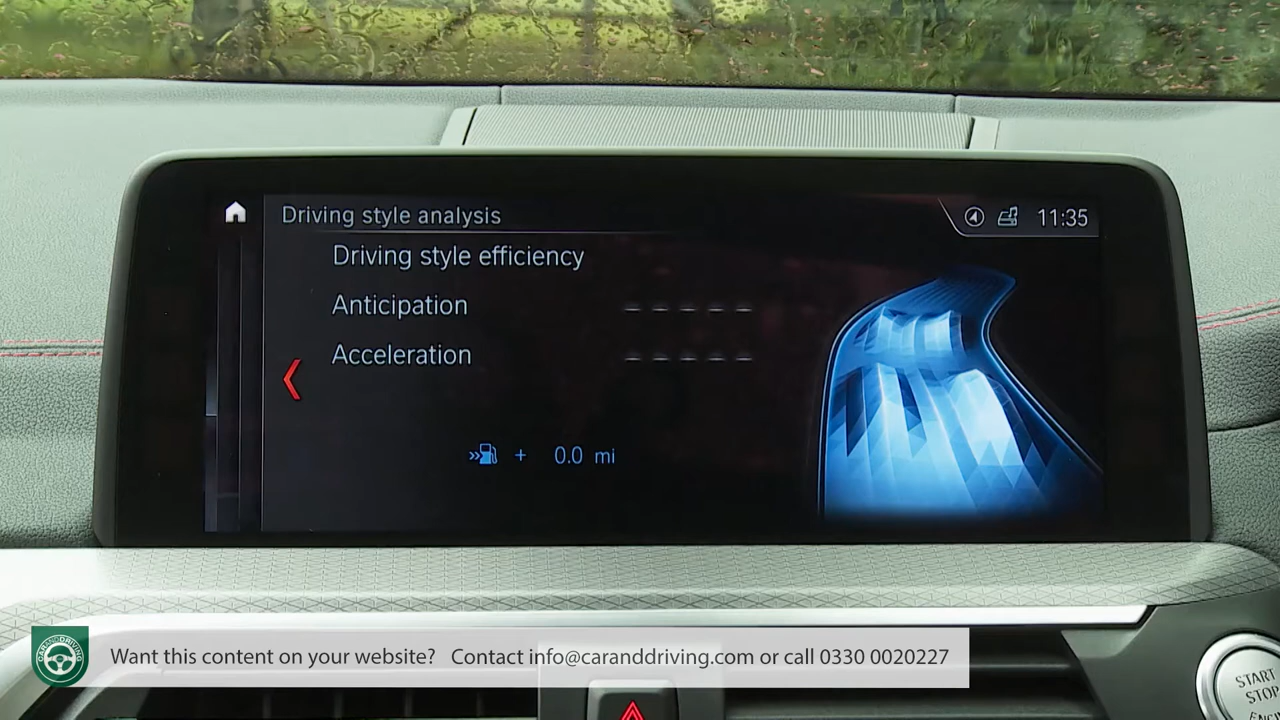 Driving style analysis
11:35
Driving style efficiency
Anticipation - - - - -
Acceleration - - - - -
+ 0.0 mi
START
STOP
CARANDDRIVING
Want this content on your website? Contact info@caranddriving.com or call 0330 0020227